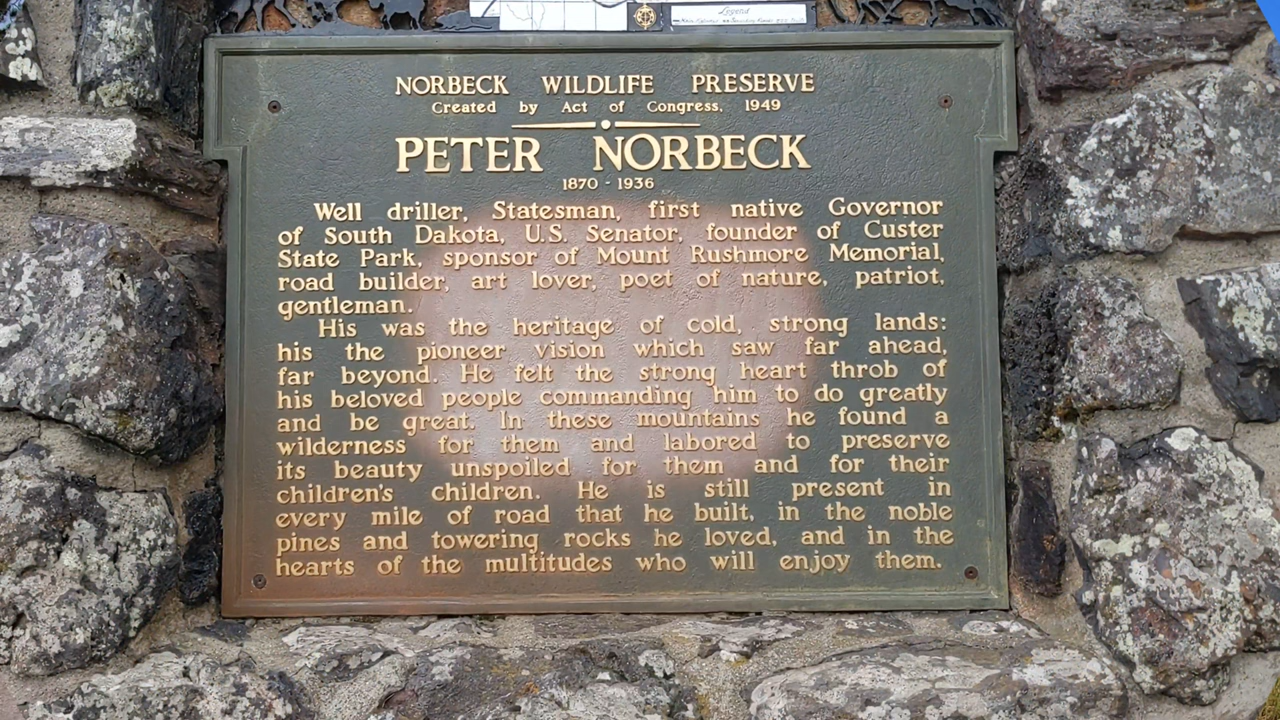 Legend
NORBECK WILDLIFE PRESERVE
Created by Act of Congress, 1949
PETER NORBECK
1870 - 1936
Well driller, Statesman, first native Governor
of South Dakota, U.S. Senator, founder of Custer
State Park, sponsor of Mount Rushmore Memorial,
road builder, art lover, poet of nature, patriot,
gentleman.
His was the heritage of cold, strong lands:
his the pioneer vision which saw far ahead,
far beyond. He felt the strong heart throb of
his beloved people commanding him to do greatly
and be great. In these mountains he found a
wilderness for them and labored to preserve
its beauty unspoiled for them and for their
children's children. He is still present in
every mile of road that he built, in the noble
pines and towering rocks he loved, and in the
hearts of the multitudes who will enjoy them.